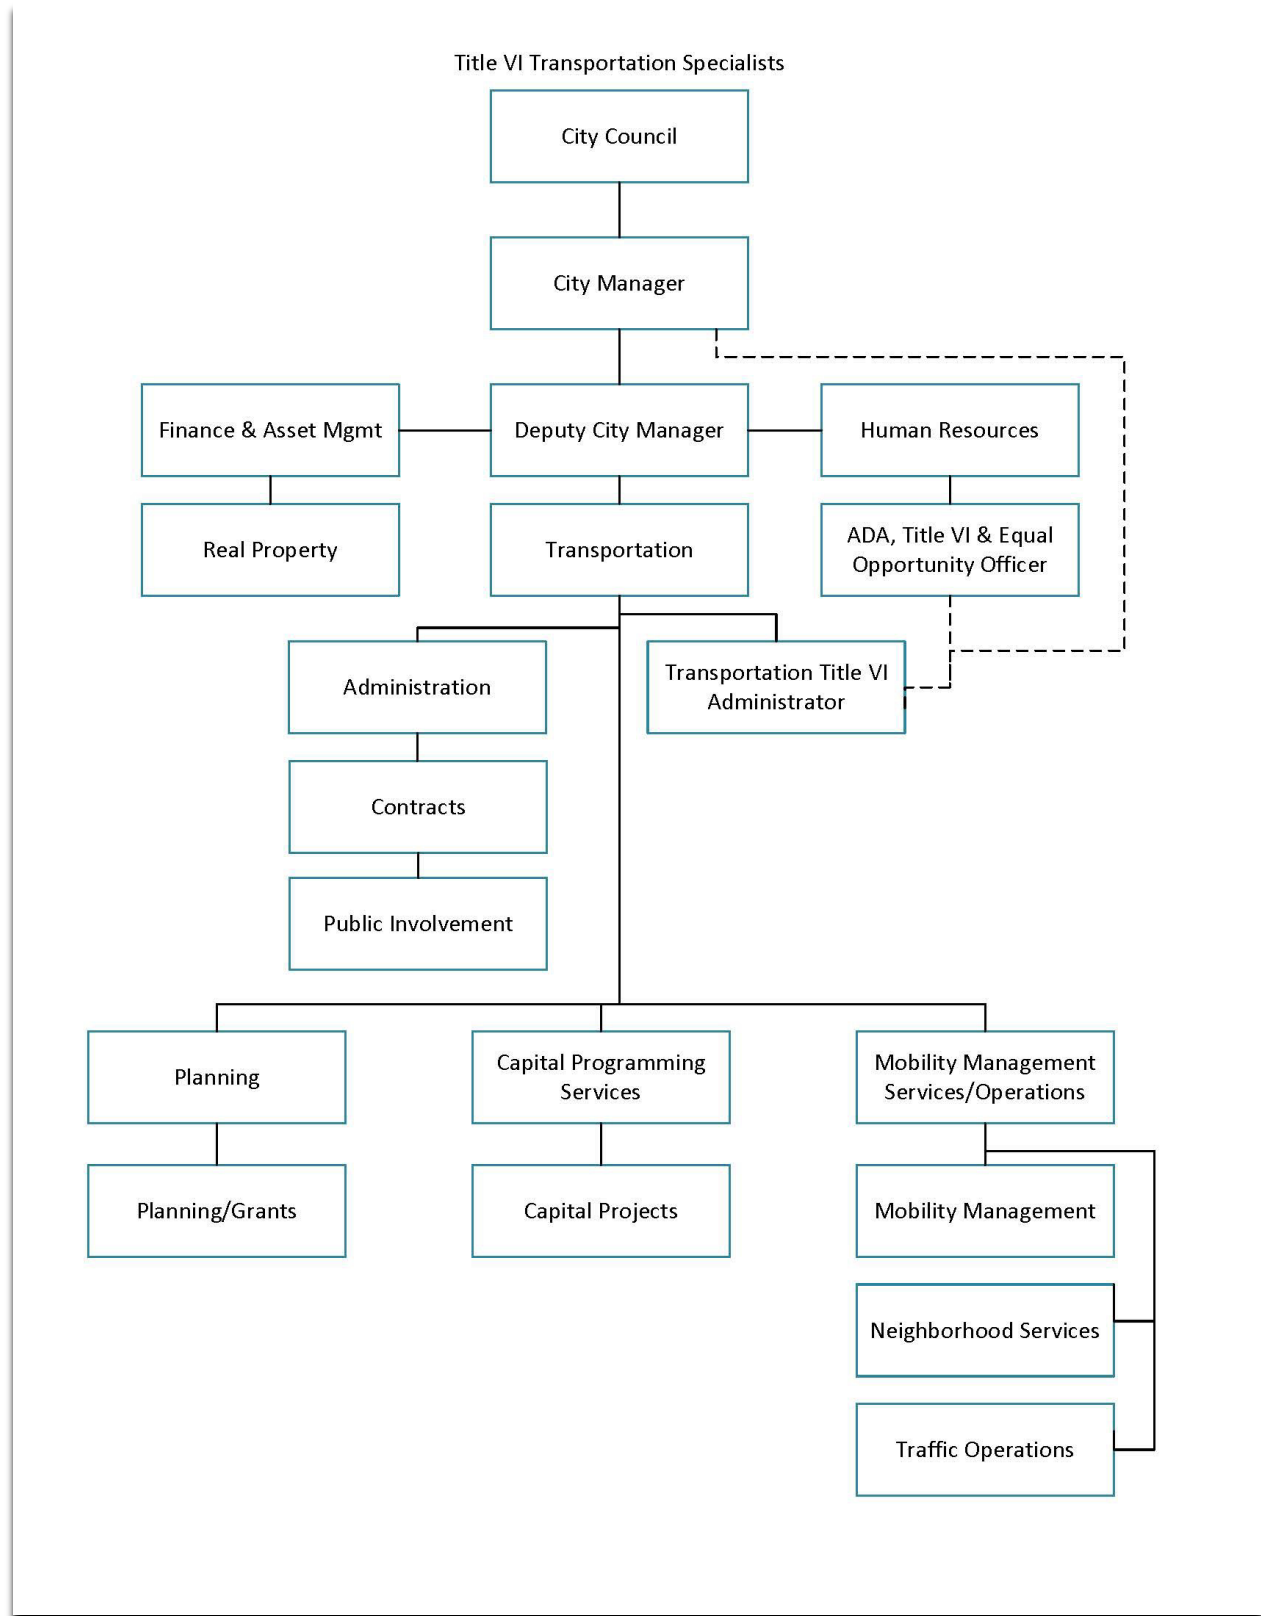 Title VI Transportation Specialists
City Council
City Manager
Finance & Asset Mgmt
Deputy City Manager
Human Resources
Real Property
Transportation
ADA, Title VI & Equal
Opportunity Officer
Administration
Transportation Title VI
Administrator
Contracts
Public Involvement
Planning
Capital Programming
Services
Mobility Management
Services/Operations
Planning/Grants
Capital Projects
Mobility Management
Neighborhood Services
Traffic Operations